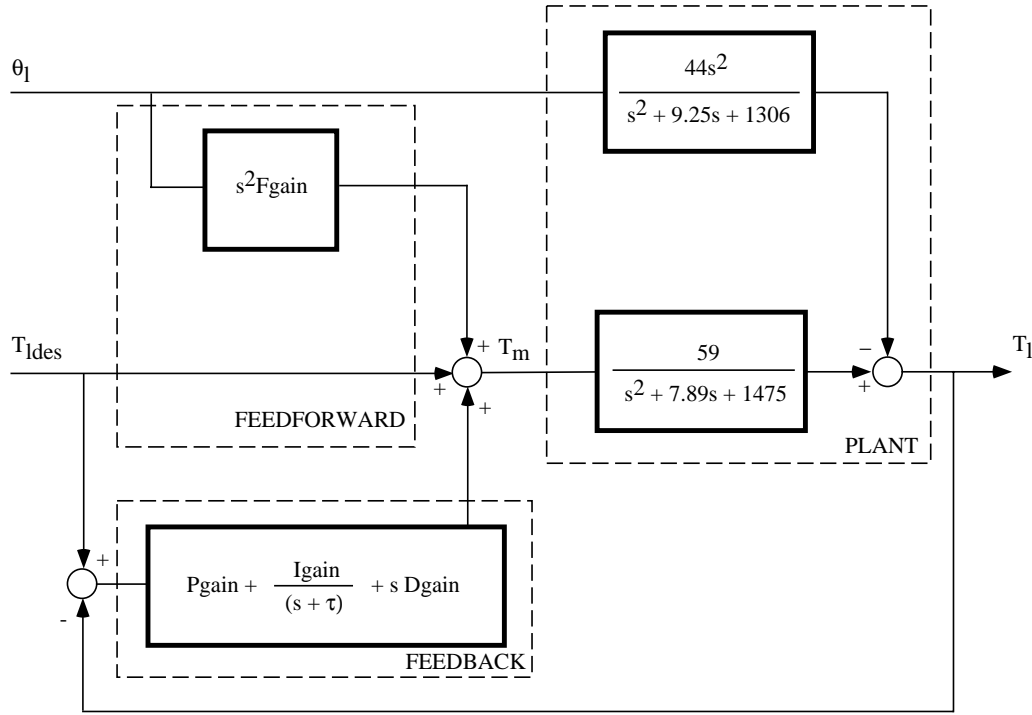 θl
44s2
s2 + 9.25s + 1306
s2Fgain
Tldes
+
Tm
−
Tl
+
+
+
59
s2 + 7.89s + 1475
FEEDFORWARD
PLANT
+
Pgain + Igain + s Dgain
(s + τ)
-
FEEDBACK